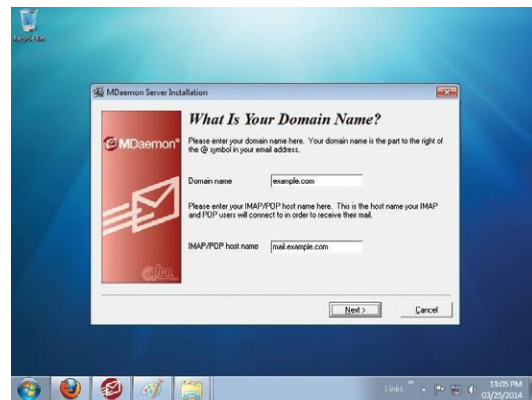 Recycle Bin
MDaemon Server Installation
MDaemon®
What Is Your Domain Name?
Please enter your domain name here. Your domain name is the part to the right of
the @ symbol in your email address.
Domain name
example.com
Please enter your IMAP/POP host name here. This is the host name your IMAP
and POP users will connect to in order to receive their mail.
IMAP/POP host name
mail.example.com
Next >
Cancel
Links
13:05 PM
03/25/2014